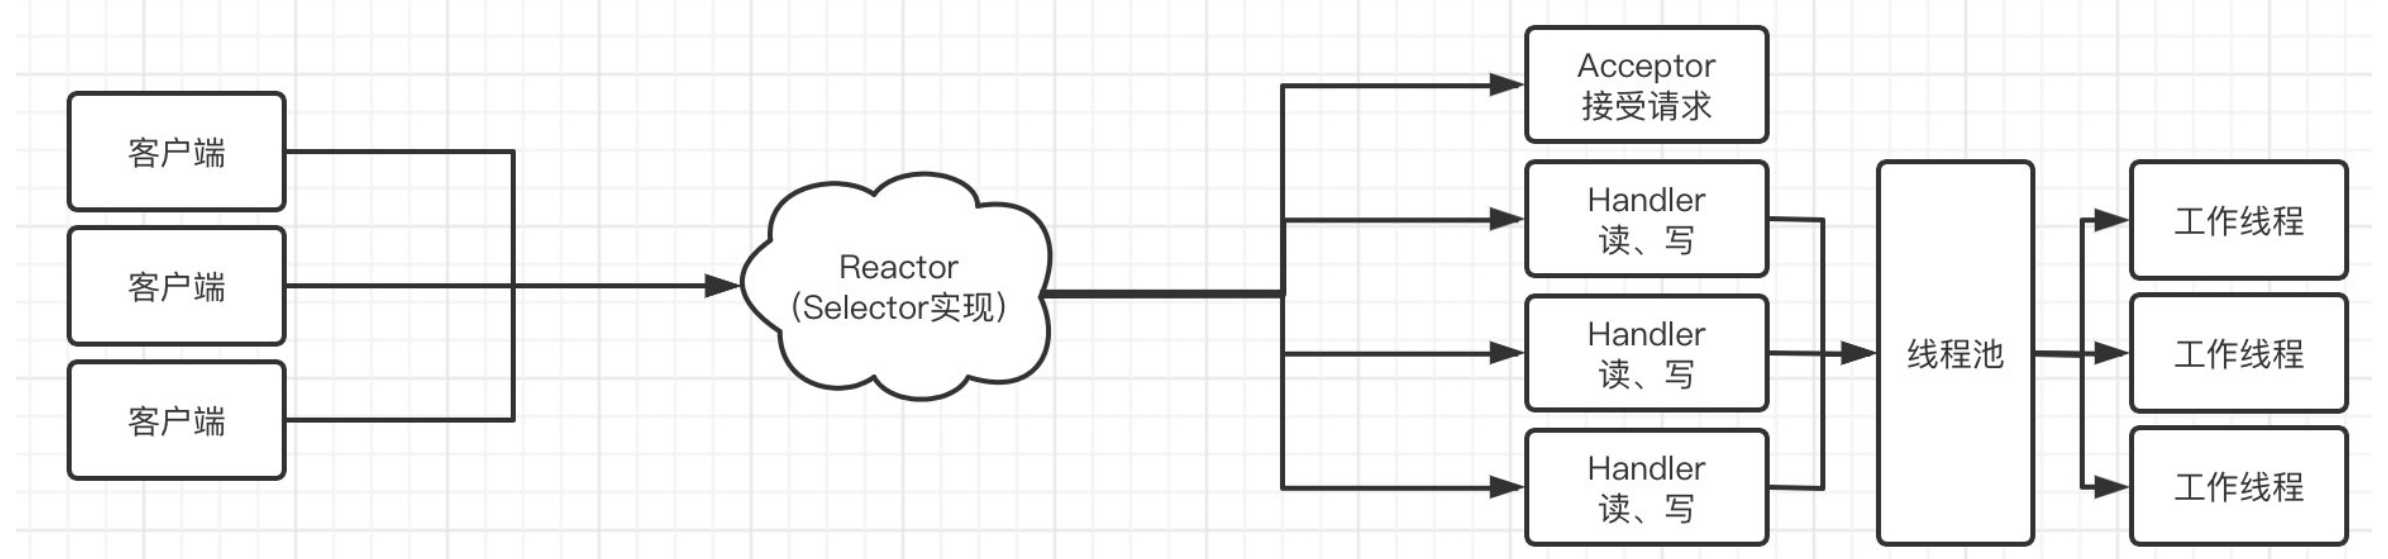 客户端
客户端
客户端
Reactor
(Selector实现)
Acceptor
接受请求
Handler
读、写
Handler
读、写
Handler
读、写
线程池
工作线程
工作线程
工作线程